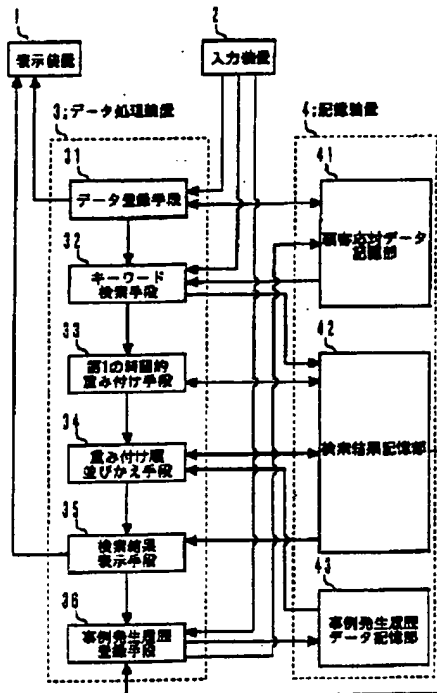 1
表示装置
2
入力装置
3;データ処理装置
4;記憶装置
31
データ登録手段
41
顧客応対データ
記憶部
32
キーワード
検索手段
33
第1の時間的
重み付け手段
42
検索結果記憶部
34
重み付け順
並びかえ手段
35
検索結果
表示手段
36
事例発生履歴
登録手段
43
事例発生履歴
データ記憶部